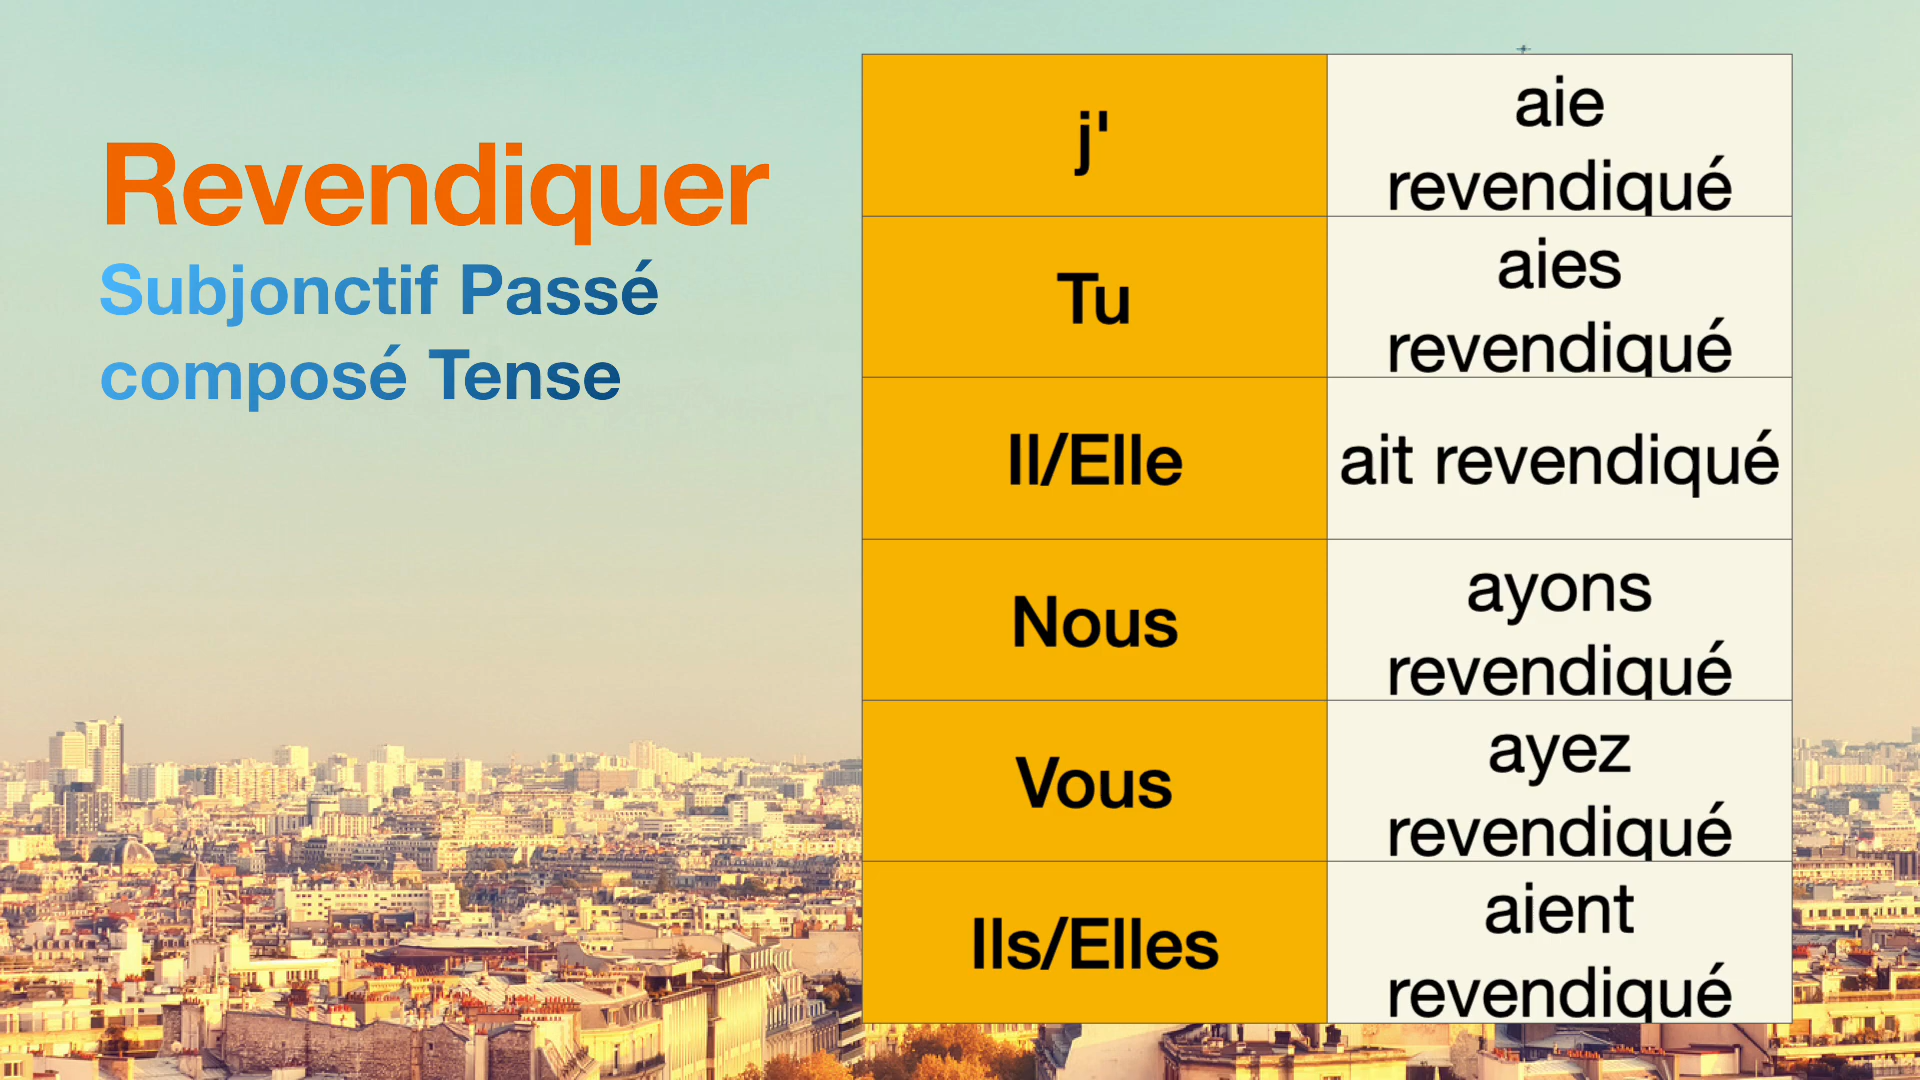 Revendiquer
Subjonctif Passé
composé Tense
j'
aie
revendiqué
Tu
aies
revendiqué
Il/Elle
ait revendiqué
Nous
ayons
revendiqué
Vous
ayez
revendiqué
Ils/Elles
aient
revendiqué